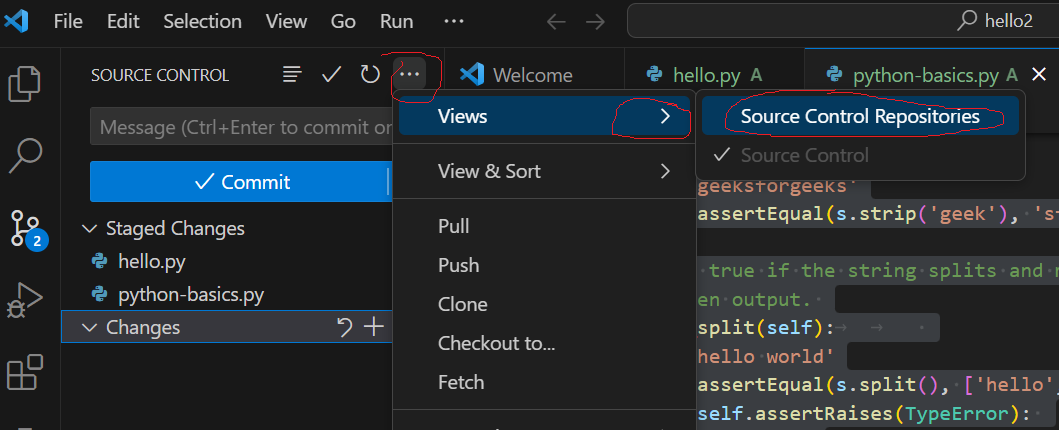 File Edit Selection View Go Run ··· hello2
SOURCE CONTROL ··· Welcome hello.py A python-basics.py A
Message (Ctrl+Enter to commit or
Views Source Control Repositories
Commit View & Sort Source Control
geeksforgeeks'
Staged Changes Pull assertEqual(s.strip('geek'), 's
hello.py Push
python-basics.py true if the string splits and
Changes Clone en output.
2 Checkout to... split(self):
hello world'
Fetch assertEqual(s.split(), ['hello'
self.assertRaises(TypeError):